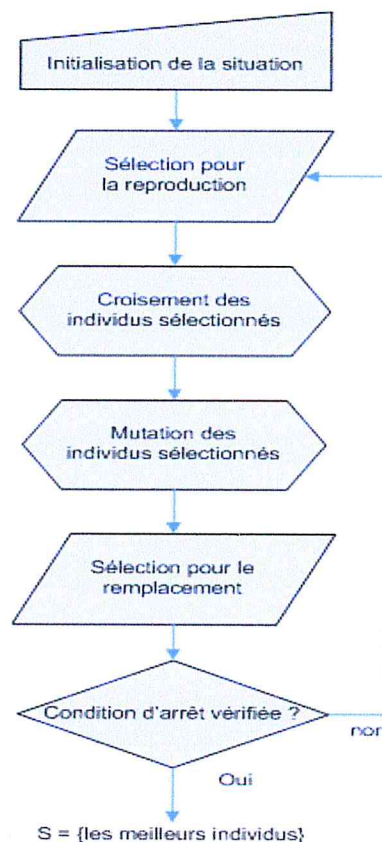 Initialisation de la situation
Sélection pour
la reproduction
Croisement des
individus sélectionnés
Mutation des
individus sélectionnés
Sélection pour le
remplacement
Condition d'arrêt vérifiée ?
non
Oui
S = {les meilleurs individus}